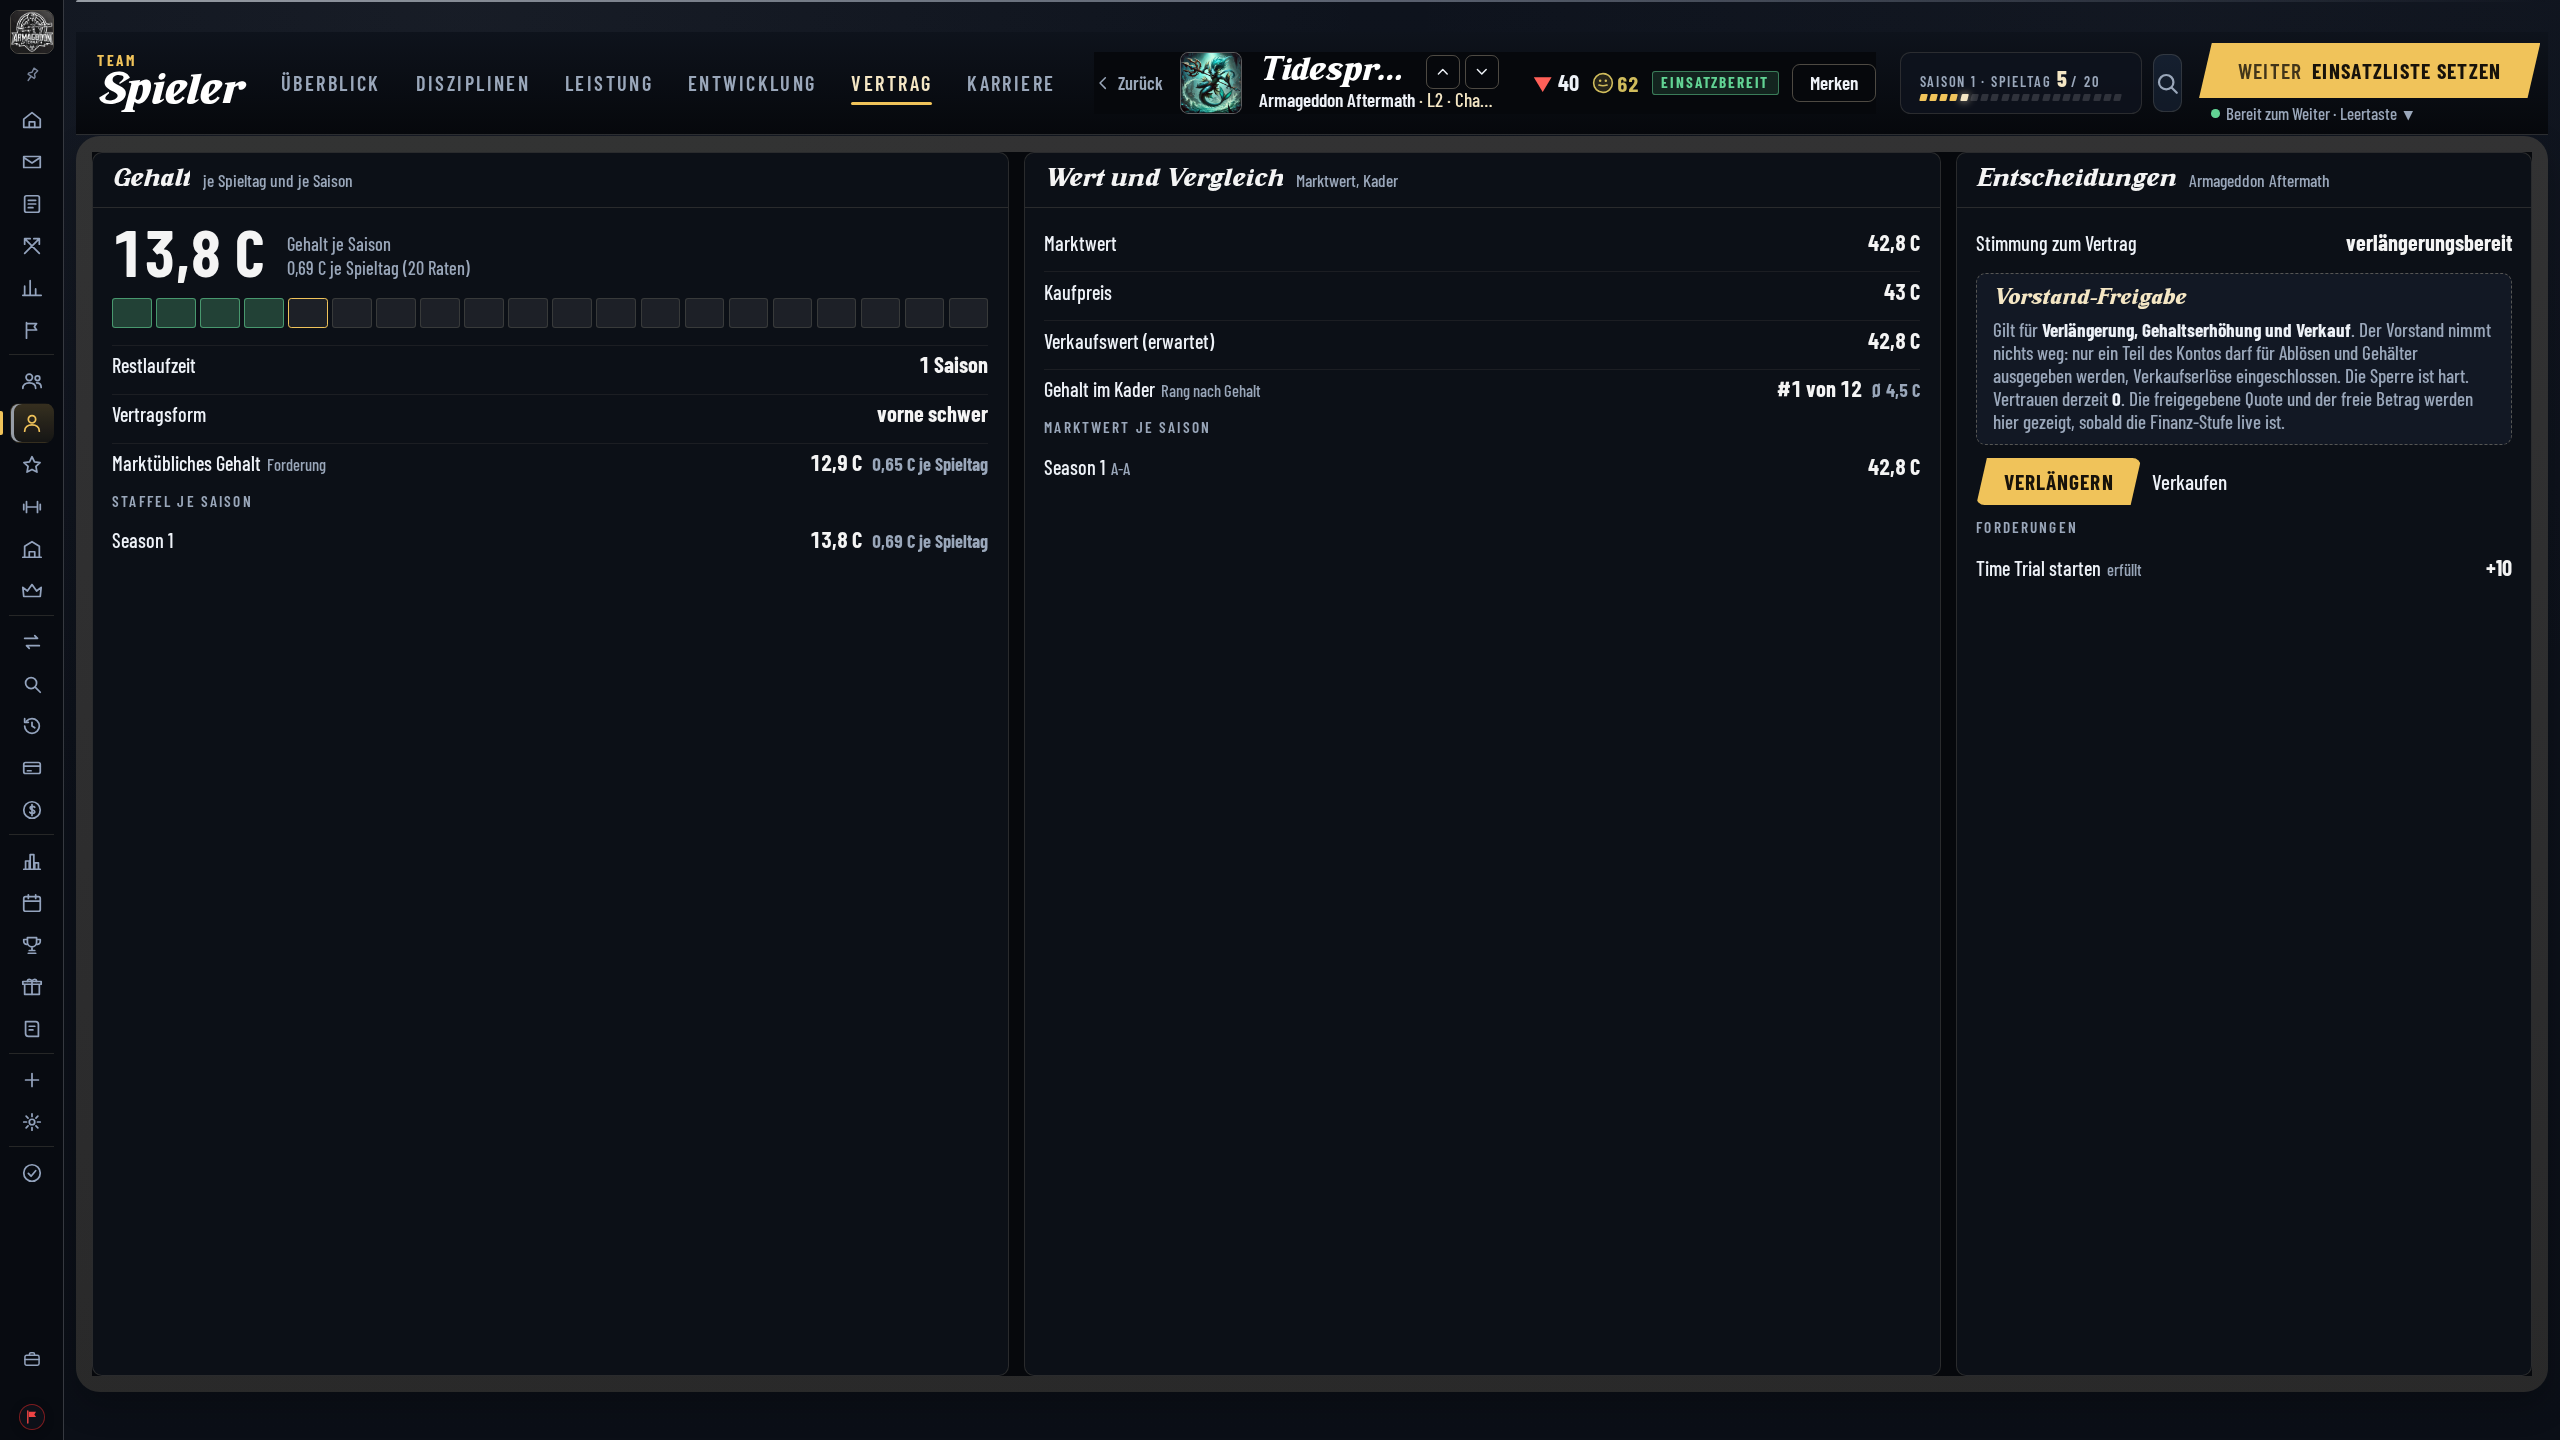 TEAM
Spieler
ÜBERBLICK
DISZIPLINEN
LEISTUNG
ENTWICKLUNG
VERTRAG
KARRIERE
Zurück
Tidespr...
Armageddon Aftermath · L2 · Cha...
40
62
EINSATZBEREIT
Merken
SAISON 1 · SPIELTAG 5 / 20
WEITER EINSATZLISTE SETZEN
Bereit zum Weiter · Leertaste ▼
Gehalt je Spieltag und je Saison
13,8 C
Gehalt je Saison
0,69 C je Spieltag (20 Raten)
Restlaufzeit 1 Saison
Vertragsform vorne schwer
Marktübliches Gehalt Forderung 12,9 C 0,65 C je Spieltag
STAFFEL JE SAISON
Season 1 13,8 C 0,69 C je Spieltag
Wert und Vergleich Marktwert, Kader
Marktwert 42,8 C
Kaufpreis 43 C
Verkaufswert (erwartet) 42,8 C
Gehalt im Kader Rang nach Gehalt #1 von 12 Ø 4,5 C
MARKTWERT JE SAISON
Season 1 A-A 42,8 C
Entscheidungen Armageddon Aftermath
Stimmung zum Vertrag verlängerungsbereit
Vorstand-Freigabe
Gilt für Verlängerung, Gehaltserhöhung und Verkauf. Der Vorstand nimmt
nichts weg: nur ein Teil des Kontos darf für Ablösen und Gehälter
ausgegeben werden, Verkaufserlöse eingeschlossen. Die Sperre ist hart.
Vertrauen derzeit 0. Die freigegebene Quote und der freie Betrag werden
hier gezeigt, sobald die Finanz-Stufe live ist.
VERLÄNGERN
Verkaufen
FORDERUNGEN
Time Trial starten erfüllt +10